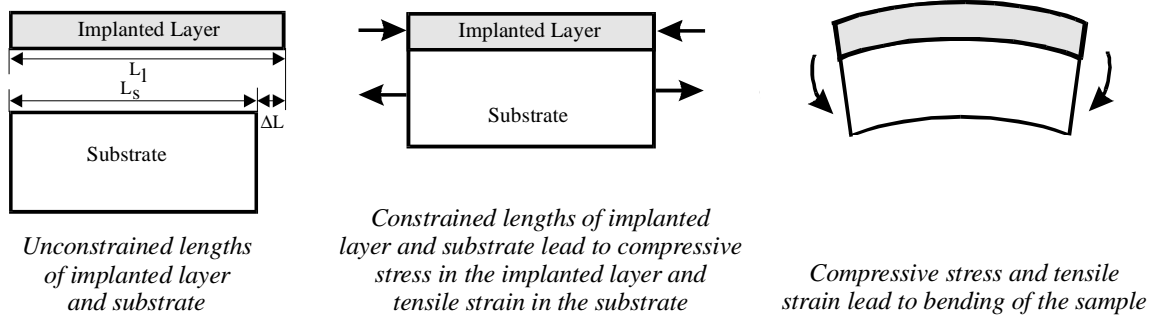 Implanted Layer
L1
Ls
ΔL
Substrate
Unconstrained lengths
of implanted layer
and substrate
Implanted Layer
Substrate
Constrained lengths of implanted
layer and substrate lead to compressive
stress in the implanted layer and
tensile strain in the substrate
Compressive stress and tensile
strain lead to bending of the sample